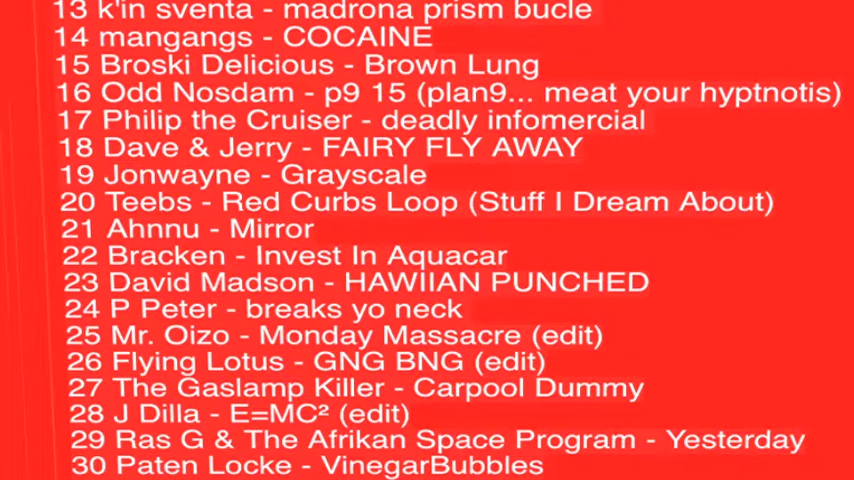 13 k'in sventa - madrona prism bucle
14 mangangs - COCAINE
15 Broski Delicious - Brown Lung
16 Odd Nosdam - p9 15 (plan9... meat your hyptnotis)
17 Philip the Cruiser - deadly infomercial
18 Dave & Jerry - FAIRY FLY AWAY
19 Jonwayne - Grayscale
20 Teebs - Red Curbs Loop (Stuff I Dream About)
21 Ahnnu - Mirror
22 Bracken - Invest In Aquacar
23 David Madson - HAWIIAN PUNCHED
24 P Peter - breaks yo neck
25 Mr. Oizo - Monday Massacre (edit)
26 Flying Lotus - GNG BNG (edit)
27 The Gaslamp Killer - Carpool Dummy
28 J Dilla - E=MC² (edit)
29 Ras G & The Afrikan Space Program - Yesterday
30 Paten Locke - VinegarBubbles